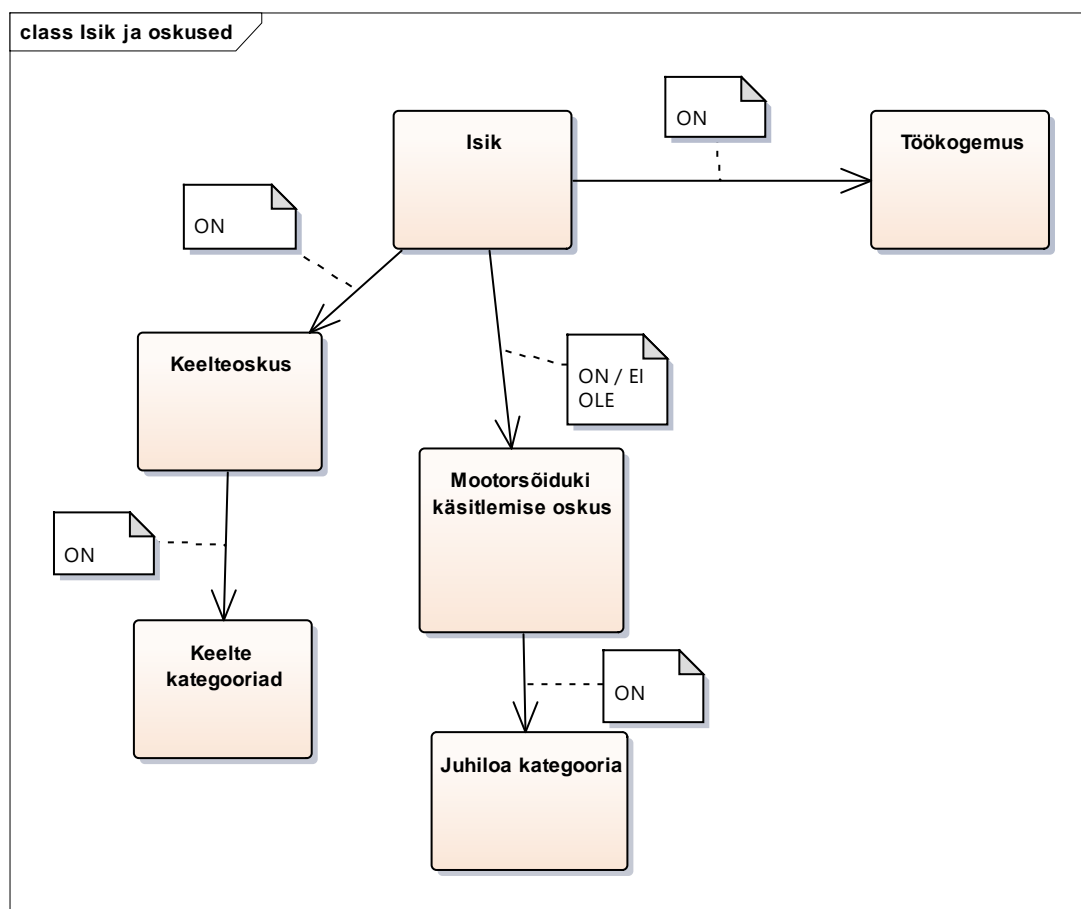 class Isik ja oskused
ON
Isik
Töökogemus
ON
ON / EI
OLE
Keelteoskus
Mootorsõiduki
käsitlemise oskus
ON
Keelte
kategooriad
ON
Juhiloa kategooria